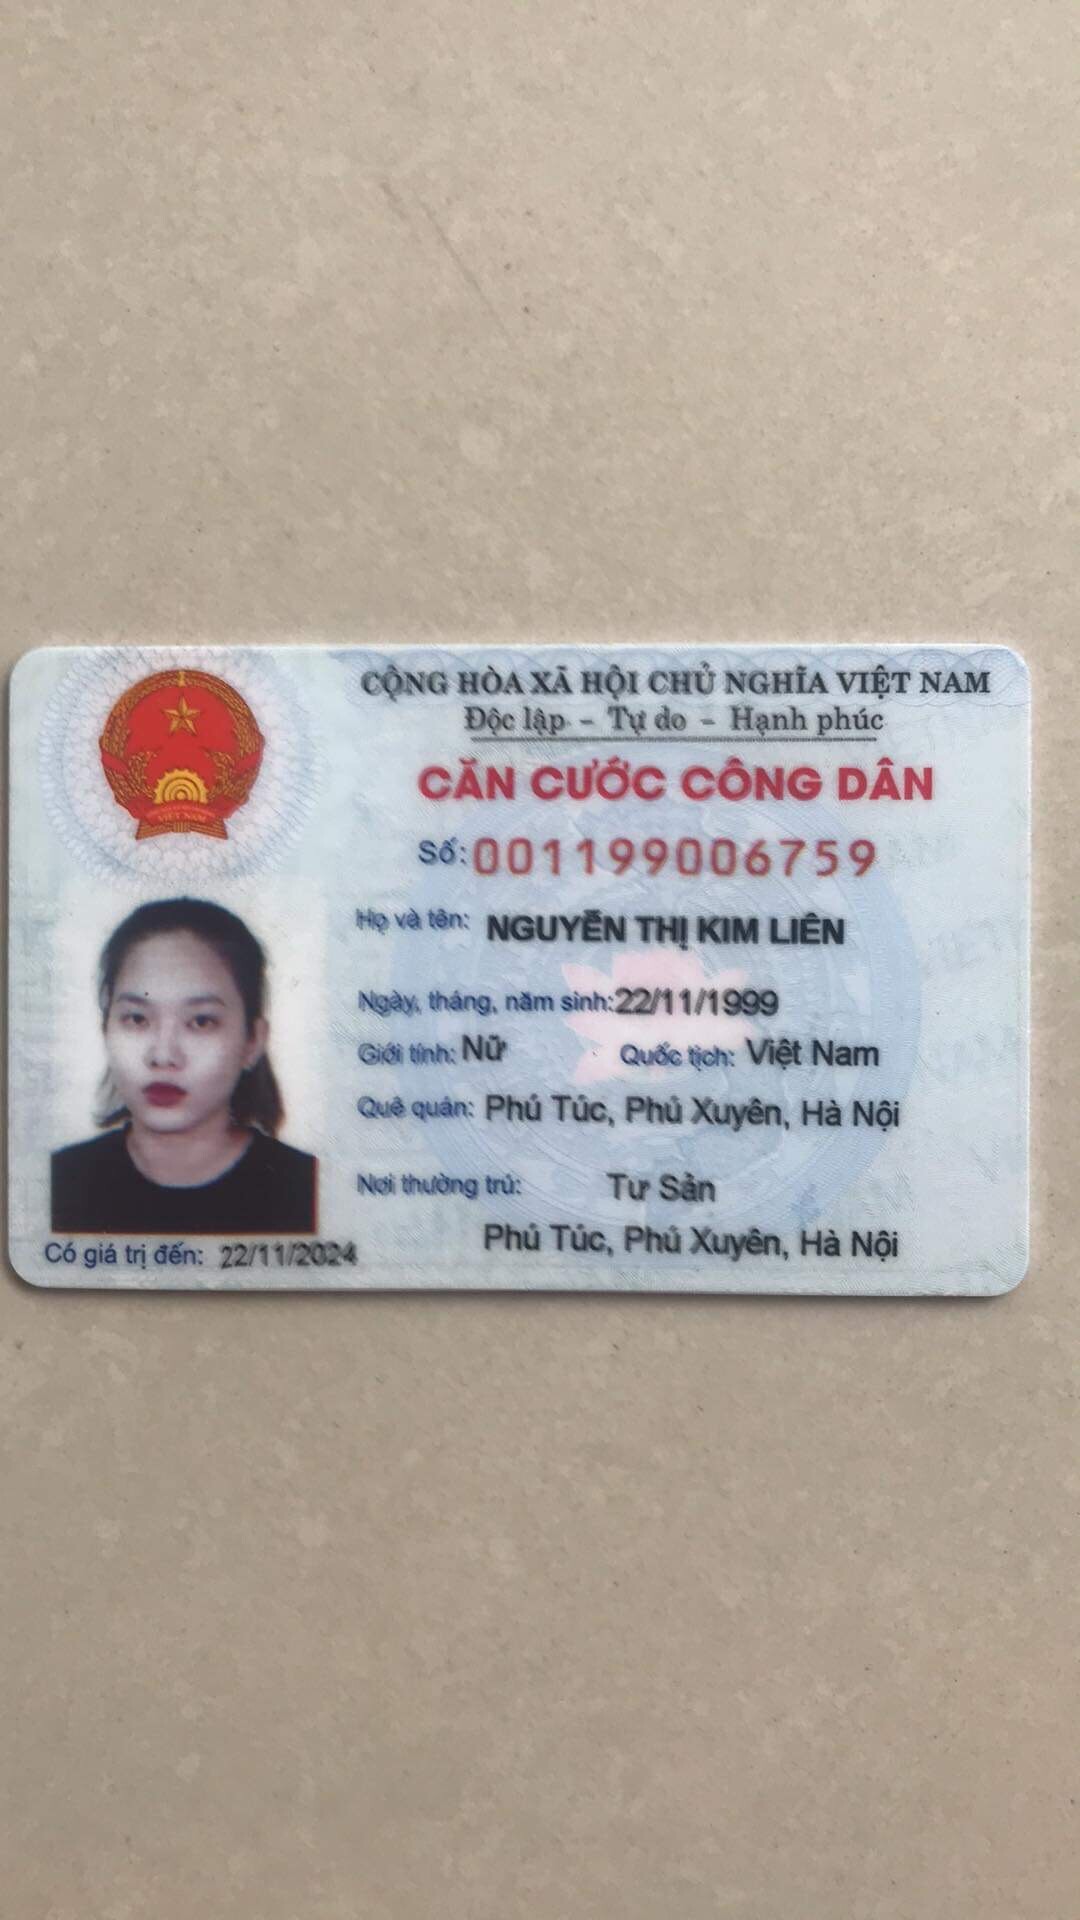 CỘNG HÒA XÃ HỘI CHỦ NGHĨA VIỆT NAM
Độc lập - Tự do - Hạnh phúc
CĂN CƯỚC CÔNG DÂN
Số: 001199006759
Họ và tên: NGUYỄN THỊ KIM LIÊN
Ngày, tháng, năm sinh: 22/11/1999
Giới tính: Nữ Quốc tịch: Việt Nam
Quê quán: Phú Túc, Phú Xuyên, Hà Nội
Nơi thường trú: Tư Sản
Phú Túc, Phú Xuyên, Hà Nội
Có giá trị đến: 22/11/2024
VIỆT NAM